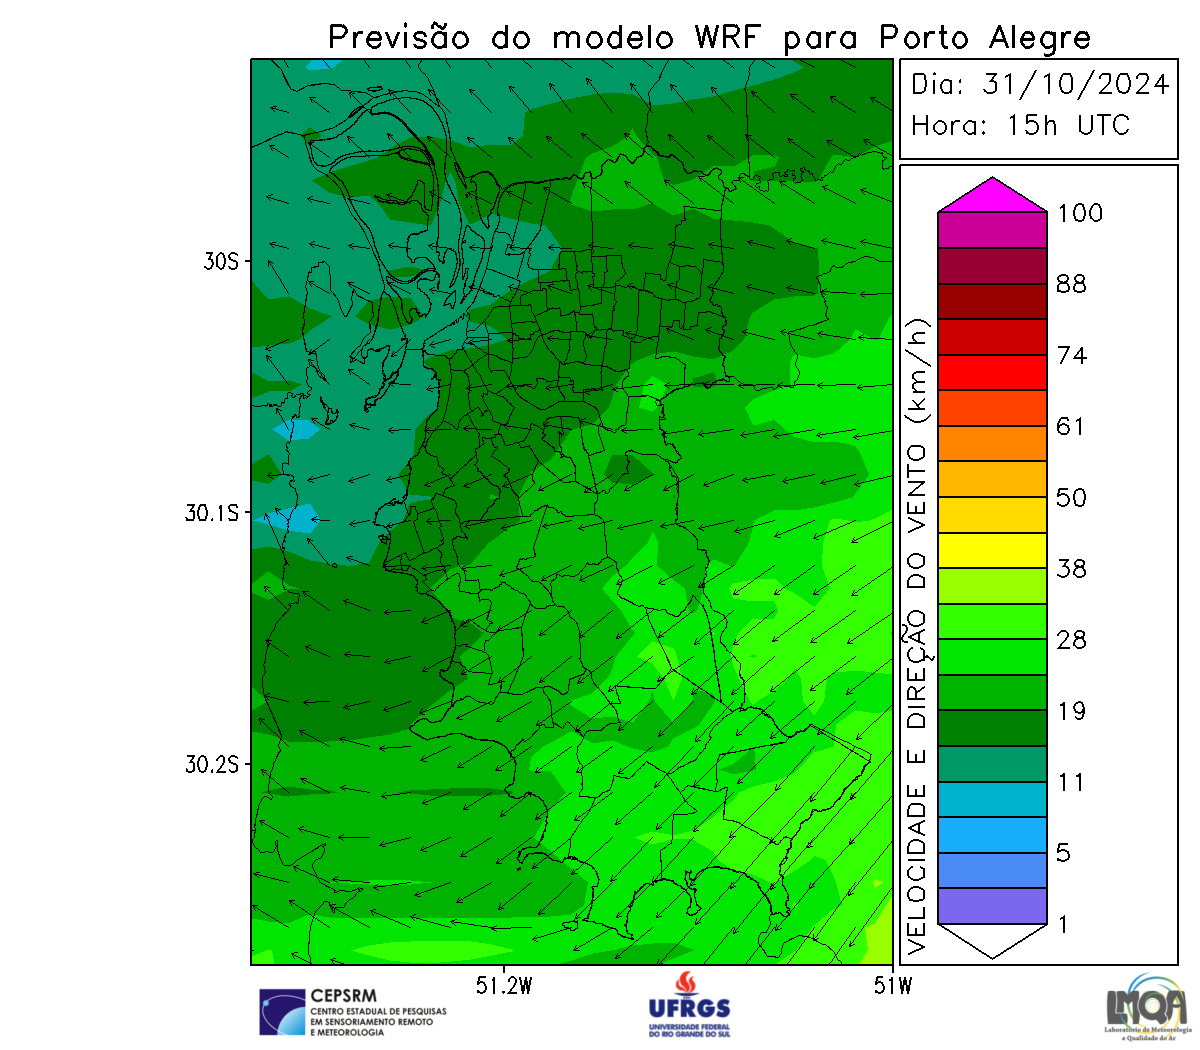 Previsão do modelo WRF para Porto Alegre
Dia: 31/10/2024
Hora: 15h UTC
30S
30.1S
30.2S
51.2W
51W
VELOCIDADE E DIREÇÃO DO VENTO (km/h)
100
88
74
61
50
38
28
19
11
5
1
CEPSRM
CENTRO ESTADUAL DE PESQUISAS
EM SENSORIAMENTO REMOTO
E METEOROLOGIA
UFRGS
UNIVERSIDADE FEDERAL
DO RIO GRANDE DO SUL
LMQA
Laboratório de Meteorologia
e Qualidade do Ar